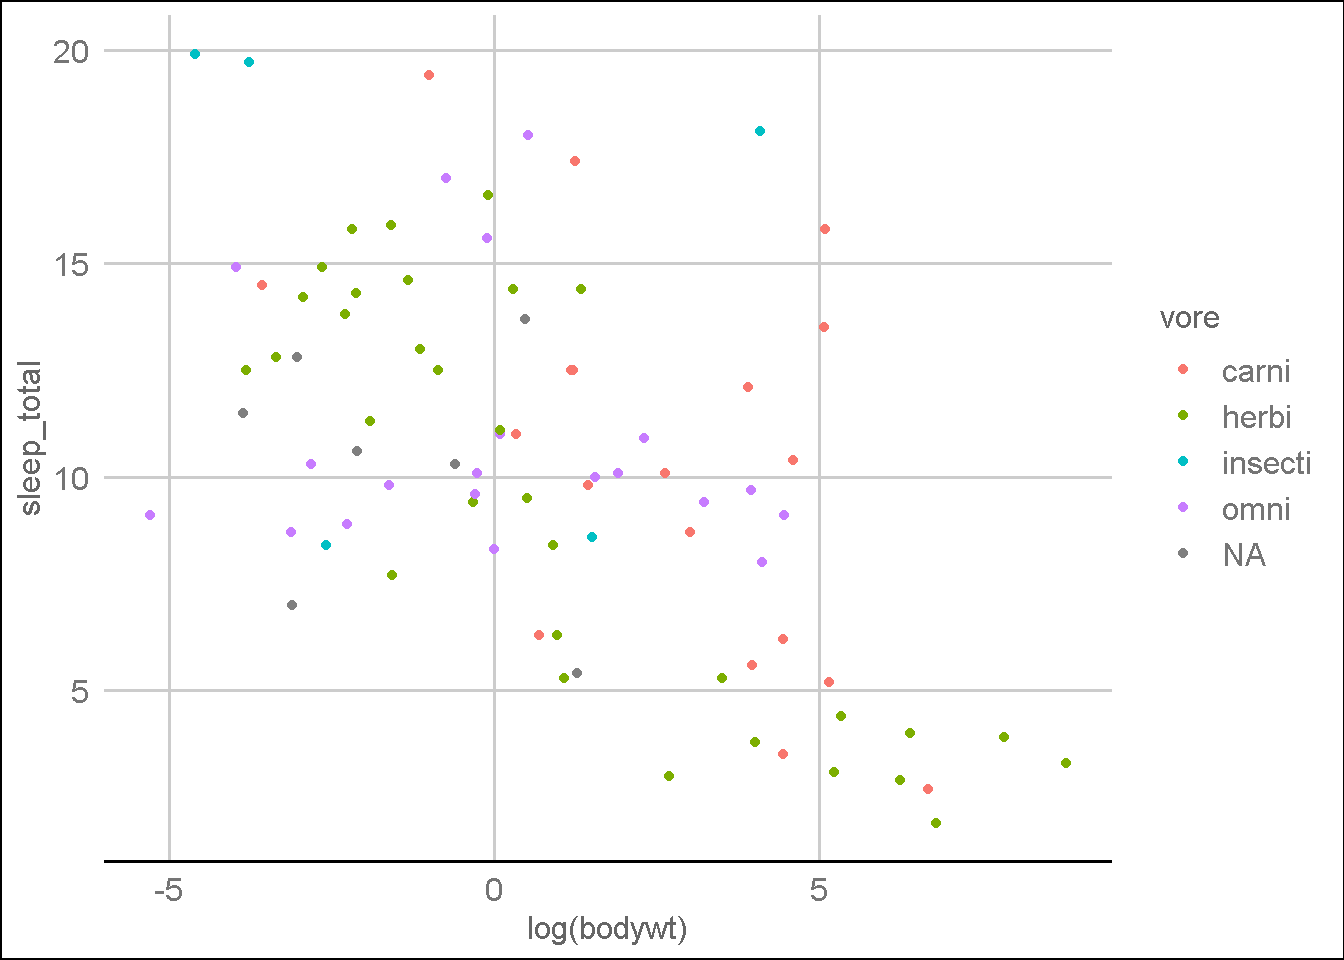 20
15
10
5
sleep_total
-5
0
5
log(bodywt)
vore
carni
herbi
insecti
omni
NA